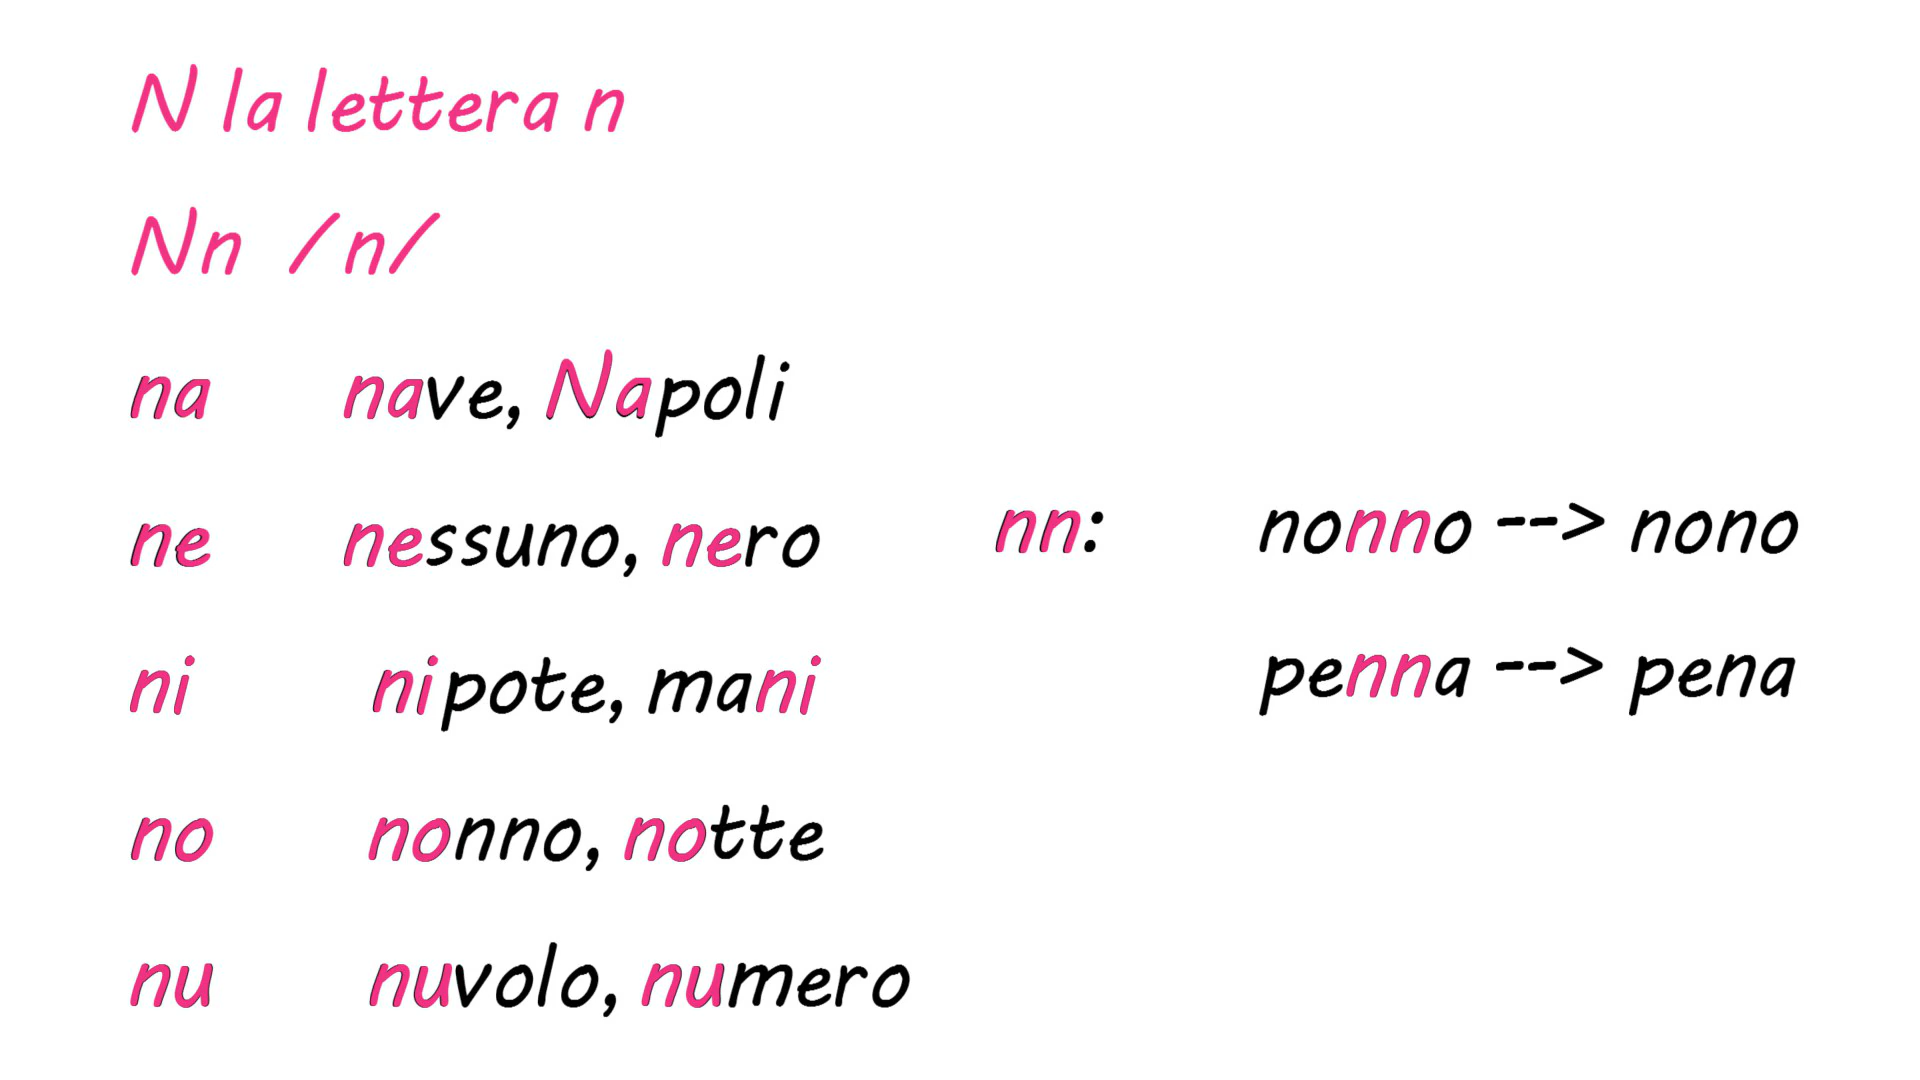 N la lettera n
Nn /n/
na nave, Napoli
ne nessuno, nero
ni nipote, mani
no nonno, notte
nu nuvolo, numero
nn: nonno --> nono
penna --> pena